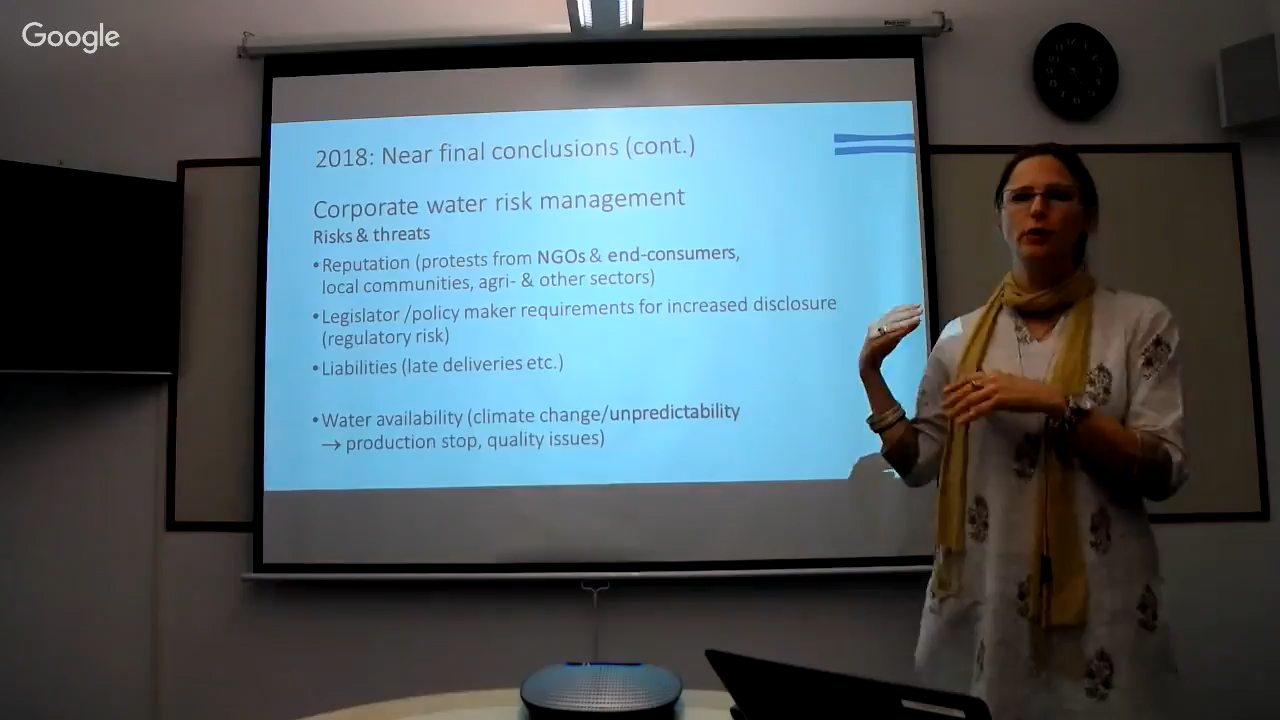 Google
2018: Near final conclusions (cont.)
Corporate water risk management
Risks & threats
•Reputation (protests from NGOs & end-consumers,
local communities, agri- & other sectors)
•Legislator /policy maker requirements for increased disclosure
(regulatory risk)
•Liabilities (late deliveries etc.)
•Water availability (climate change/unpredictability
→ production stop, quality issues)